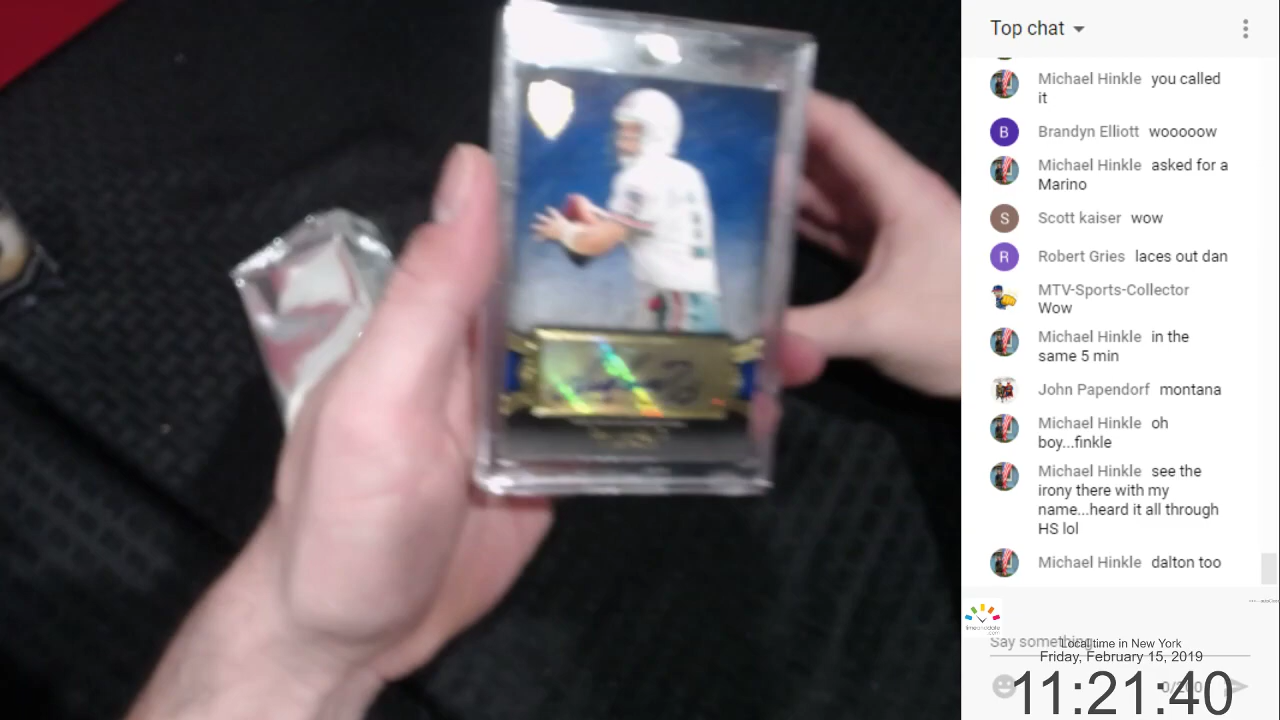 Top chat
Michael Hinkle you called
it
Brandyn Elliott wooooow
Michael Hinkle asked for a
Marino
Scott kaiser wow
Robert Gries laces out dan
MTV-Sports-Collector
Wow
Michael Hinkle in the
same 5 min
John Papendorf montana
Michael Hinkle oh
boy...finkle
Michael Hinkle see the
irony there with my
name...heard it all through
HS lol
Michael Hinkle dalton too
B
S
R
Say something
Local time in New York
Friday, February 15, 2019
11:21:40